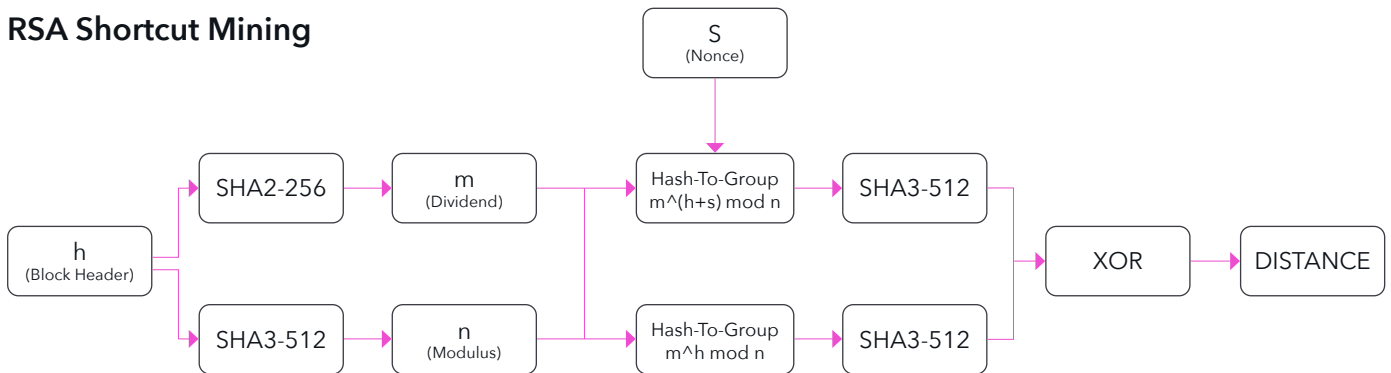 RSA Shortcut Mining
S
(Nonce)
SHA2-256
m
(Dividend)
Hash-To-Group
m^(h+s) mod n
SHA3-512
h
(Block Header)
XOR
DISTANCE
SHA3-512
n
(Modulus)
Hash-To-Group
m^h mod n
SHA3-512